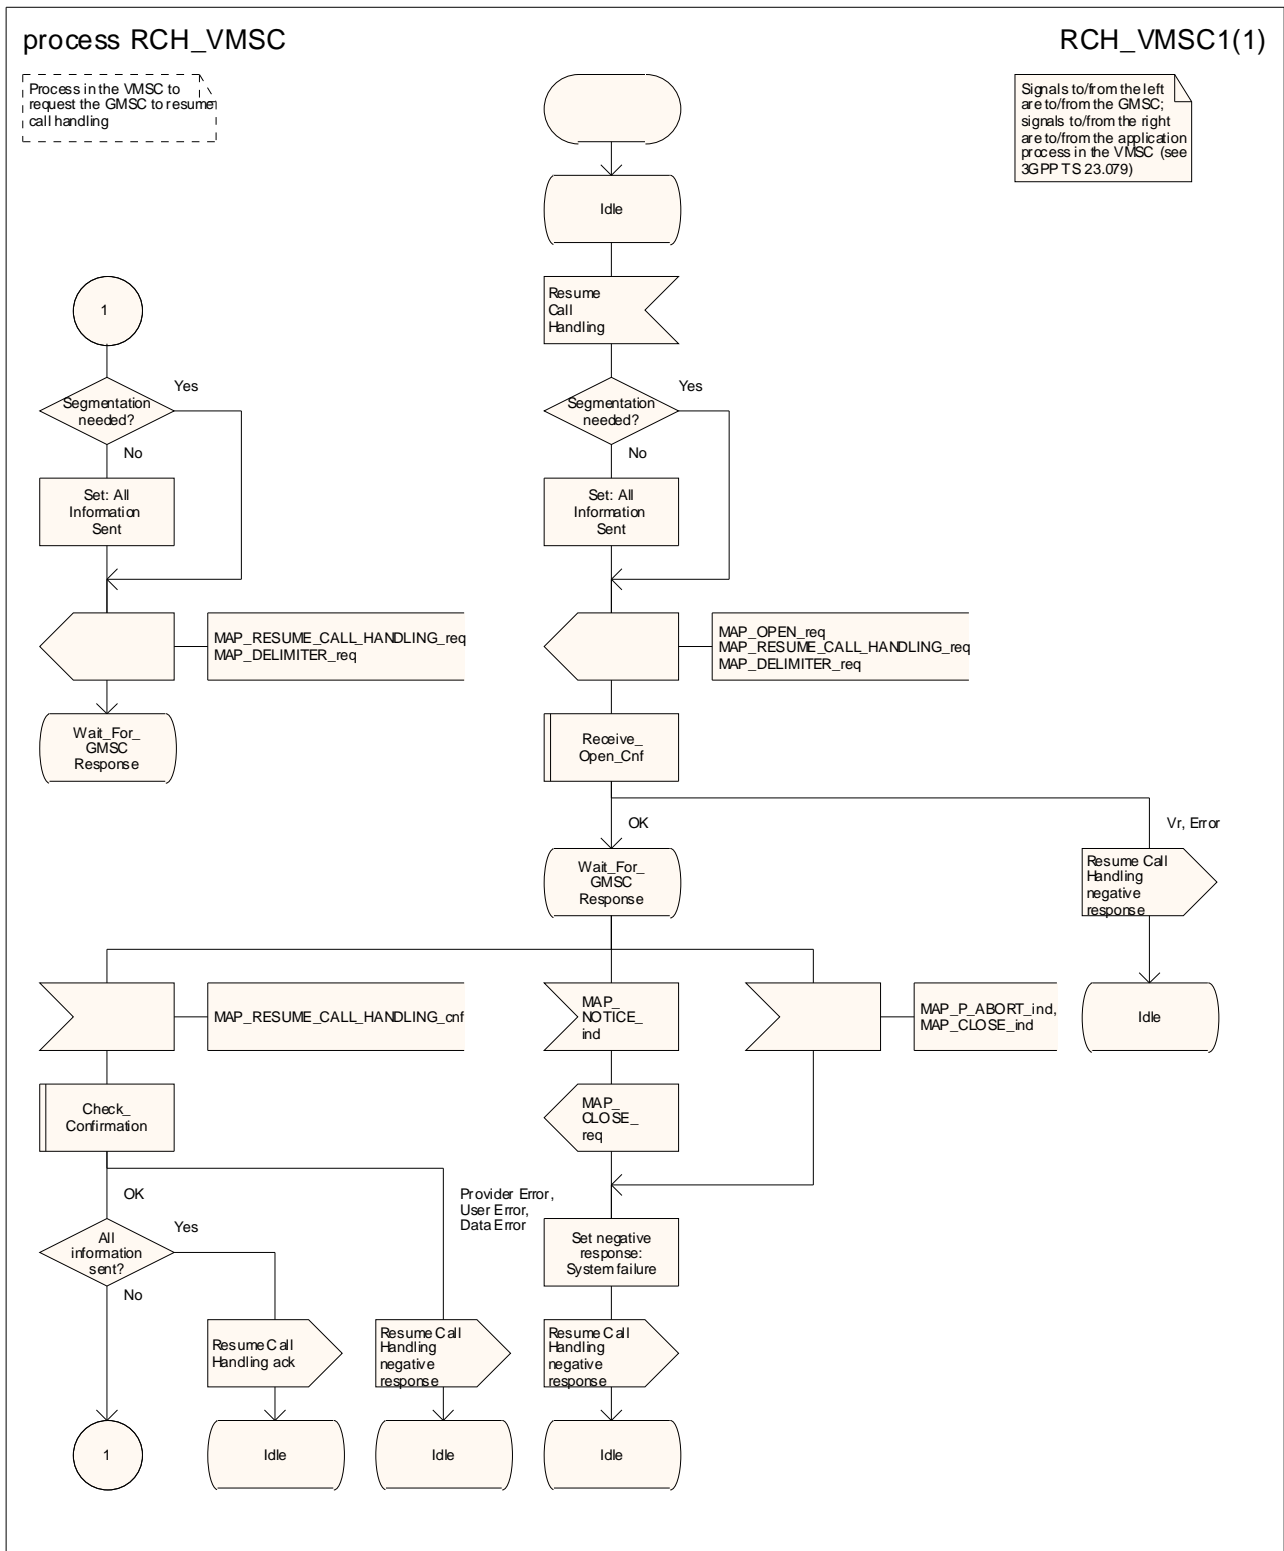 process RCH_VMSC
RCH_VMSC1(1)
Process in the VMSC to
request the GMSC to resume
call handling
Signals to/from the left
are to/from the GMSC;
signals to/from the right
are to/from the application
process in the VMSC (see
3GPP TS 23.079)
Idle
Resume
Call
Handling
1
Segmentation
needed?
Yes
No
Set: All
Information
Sent
Segmentation
needed?
Yes
No
Set: All
Information
Sent
MAP_RESUME_CALL_HANDLING_req
MAP_DELIMITER_req
MAP_OPEN_req
MAP_RESUME_CALL_HANDLING_req
MAP_DELIMITER_req
Wait_For_
GMSC
Response
Receive_
Open_Cnf
OK
Vr, Error
Wait_For_
GMSC
Response
Resume Call
Handling
negative
response
MAP_RESUME_CALL_HANDLING_cnf
MAP_
NOTICE_
ind
MAP_P_ABORT_ind,
MAP_CLOSE_ind
Idle
Check_
Confirmation
MAP_
CLOSE_
req
OK
Provider Error,
User Error,
Data Error
All
information
sent?
Yes
No
Set negative
response:
System failure
Resume Call
Handling ack
Resume Call
Handling
negative
response
Resume Call
Handling
negative
response
1
Idle
Idle
Idle